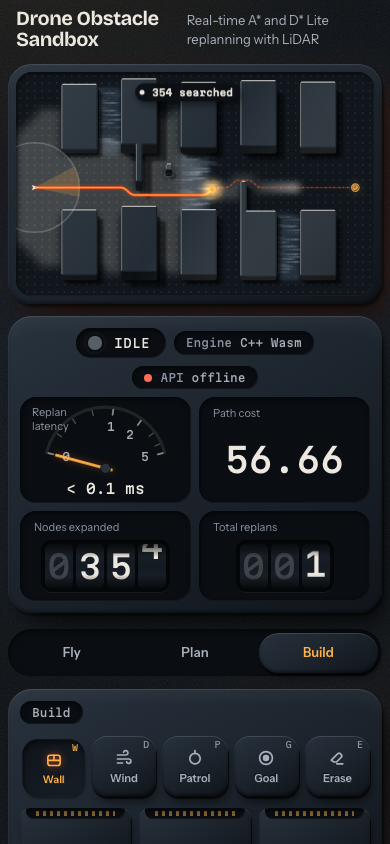 Drone Obstacle
Sandbox
Real-time A* and D* Lite
replanning with LiDAR
354 searched
IDLE
Engine C++ Wasm
API offline
Replan
latency
0
1
2
5
< 0.1 ms
Path cost
56.66
Nodes expanded
0354
Total replans
001
Fly
Plan
Build
Build
W
Wall
D
Wind
P
Patrol
G
Goal
E
Erase